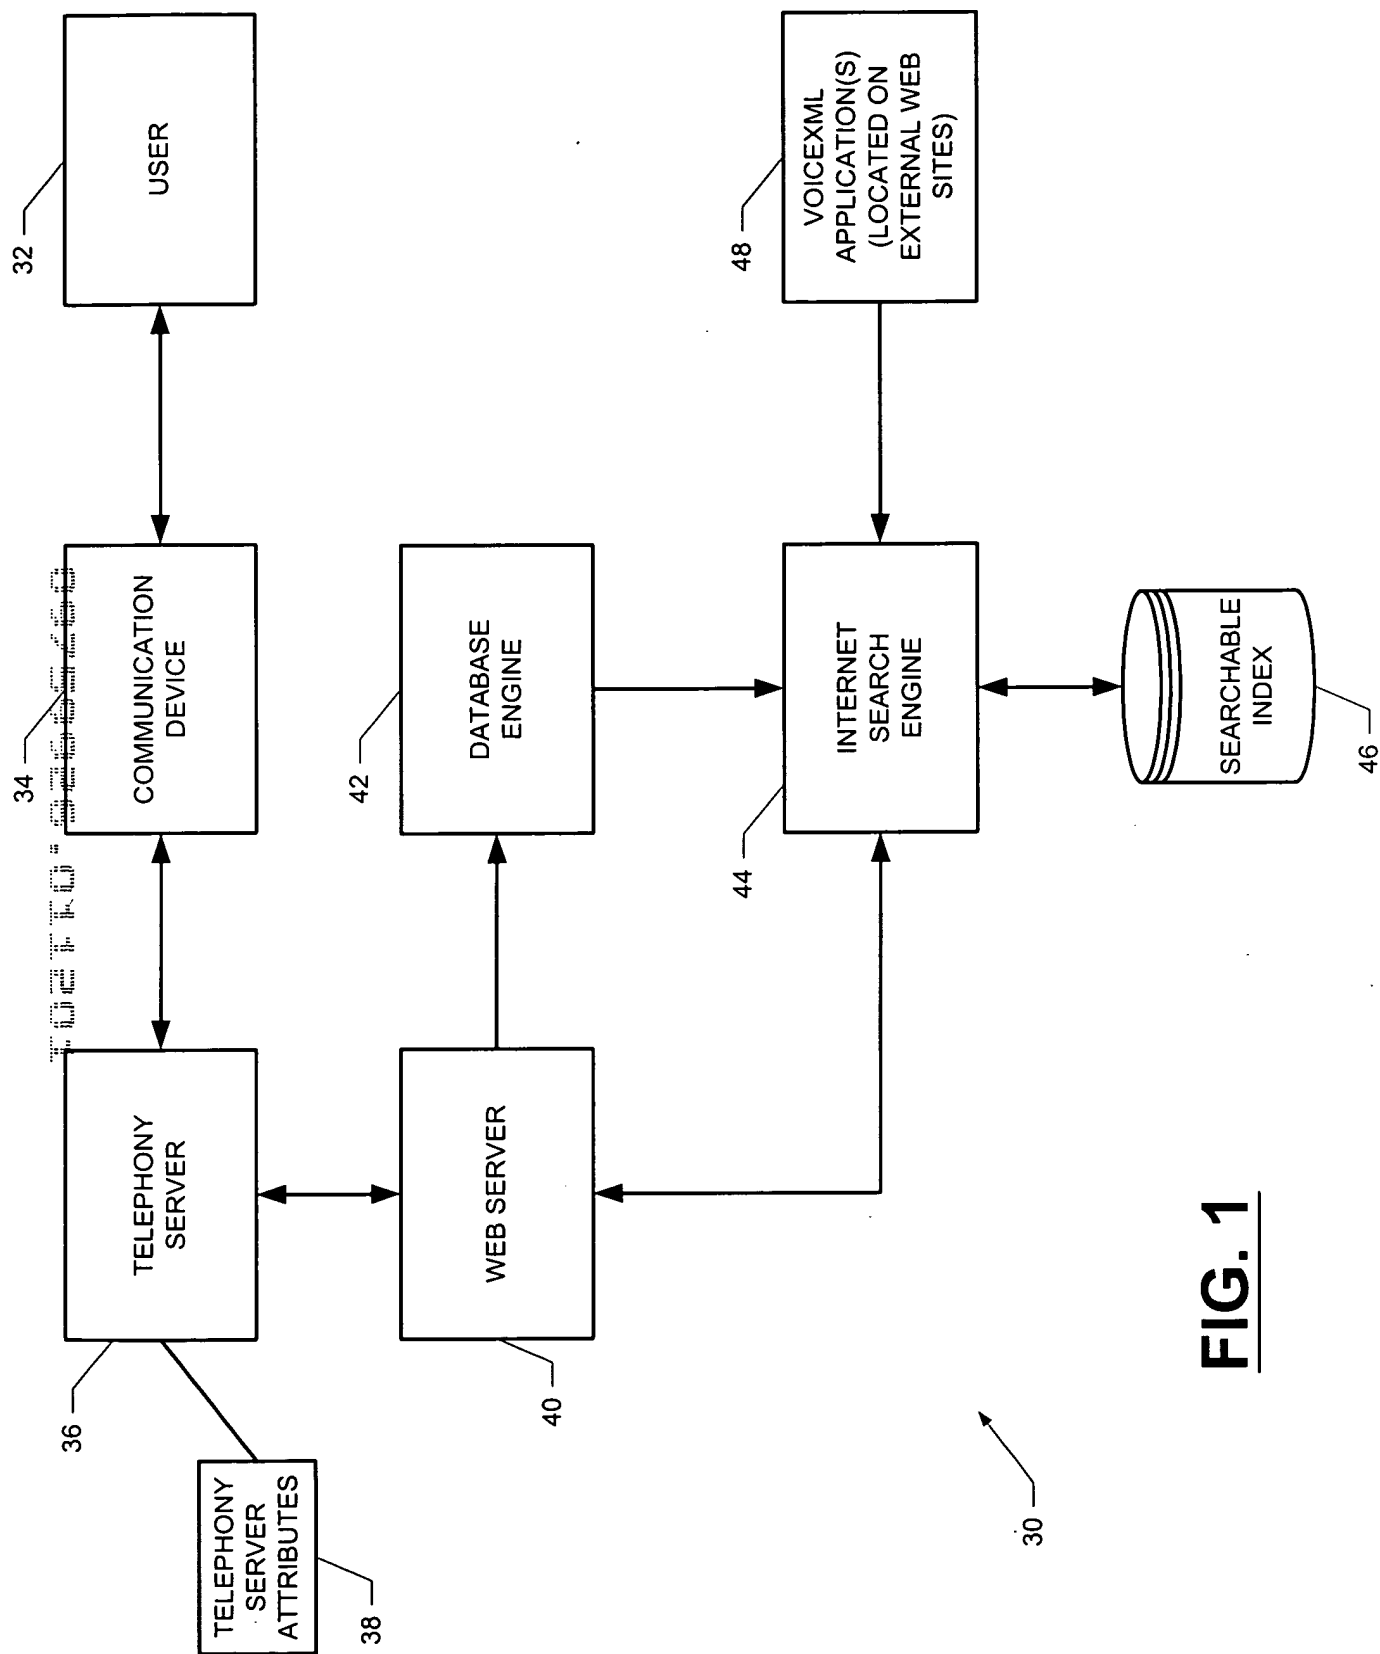 32
USER
34
COMMUNICATION
DEVICE
36
TELEPHONY
SERVER
TELEPHONY
SERVER
ATTRIBUTES
38
40
WEB SERVER
42
DATABASE
ENGINE
44
INTERNET
SEARCH
ENGINE
48
VOICEXML
APPLICATION(S)
(LOCATED ON
EXTERNAL WEB
SITES)
SEARCHABLE
INDEX
46
30
FIG. 1